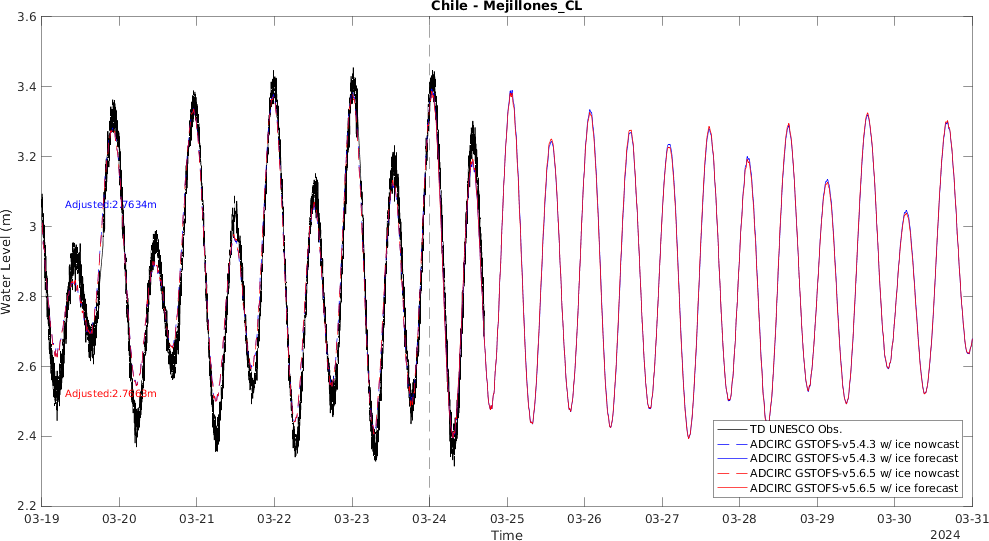 Chile - Mejillones_CL
3.6
3.4
3.2
3
2.8
2.6
2.4
2.2
Water Level (m)
Adjusted:2.7634m
TD UNESCO Obs.
ADCIRC GSTOFS-v5.4.3 w/ ice nowcast
ADCIRC GSTOFS-v5.4.3 w/ ice forecast
ADCIRC GSTOFS-v5.6.5 w/ ice nowcast
ADCIRC GSTOFS-v5.6.5 w/ ice forecast
03-19 03-20 03-21 03-22 03-23 03-24 03-25 03-26 03-27 03-28 03-29 03-30 03-31
Time
2024